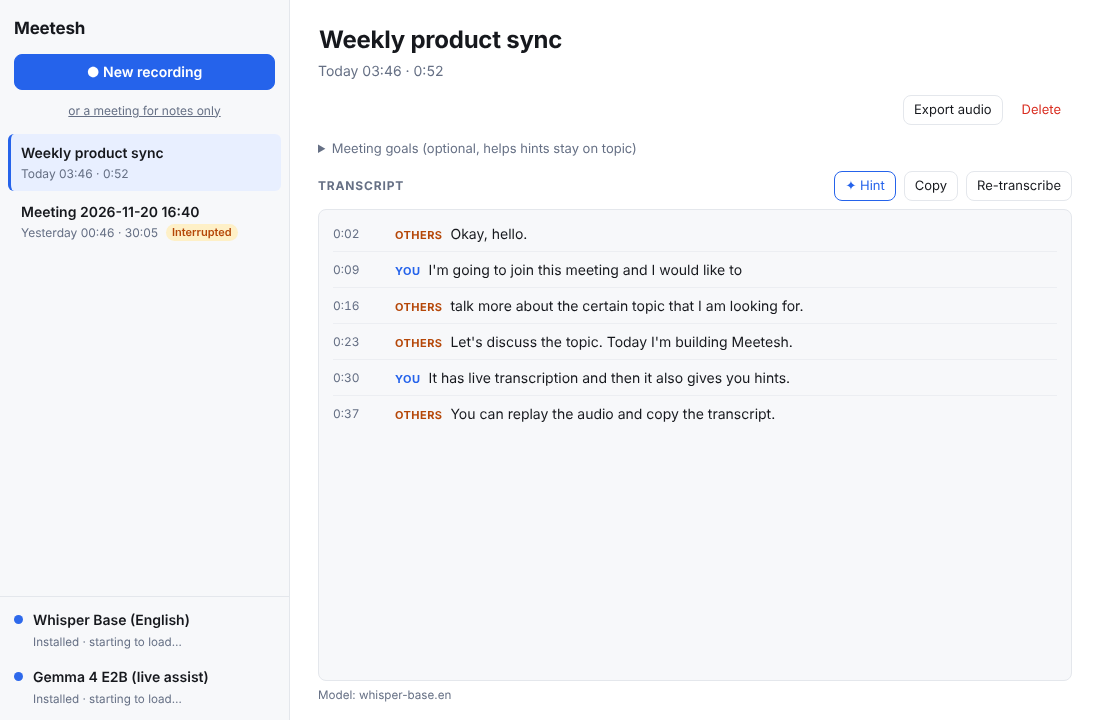 Meetesh
New recording
or a meeting for notes only
Weekly product sync
Today 03:46 · 0:52
Meeting 2026-11-20 16:40
Yesterday 00:46 · 30:05 Interrupted
Whisper Base (English)
Installed · starting to load…
Gemma 4 E2B (live assist)
Installed · starting to load…
Weekly product sync
Today 03:46 · 0:52
Export audio Delete
Meeting goals (optional, helps hints stay on topic)
TRANSCRIPT Hint Copy Re-transcribe
0:02 OTHERS Okay, hello.
0:09 YOU I'm going to join this meeting and I would like to
0:16 OTHERS talk more about the certain topic that I am looking for.
0:23 OTHERS Let's discuss the topic. Today I'm building Meetesh.
0:30 YOU It has live transcription and then it also gives you hints.
0:37 OTHERS You can replay the audio and copy the transcript.
Model: whisper-base.en